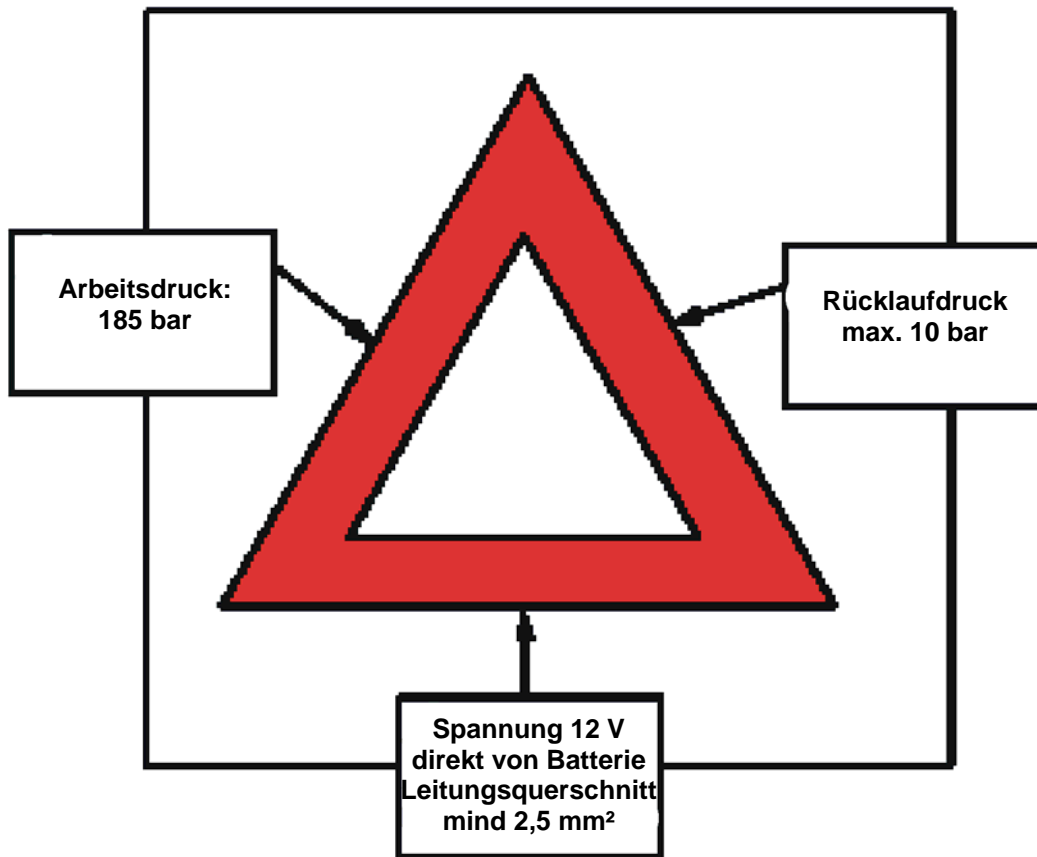 Arbeitsdruck:
185 bar
Rücklaufdruck
max. 10 bar
Spannung 12 V
direkt von Batterie
Leitungsquerschnitt
mind 2,5 mm²